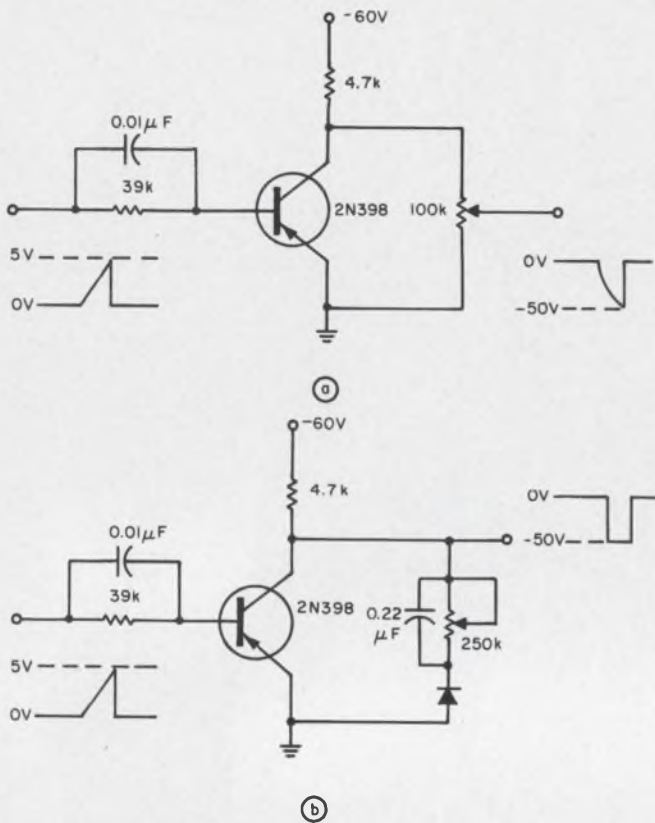 -60V
4.7k
0.01μF
39k
2N398
100k
5V
0V
0V
-50V
a
-60V
4.7k
0V
-50V
0.01μF
39k
2N398
0.22
μF
250k
5V
0V
b